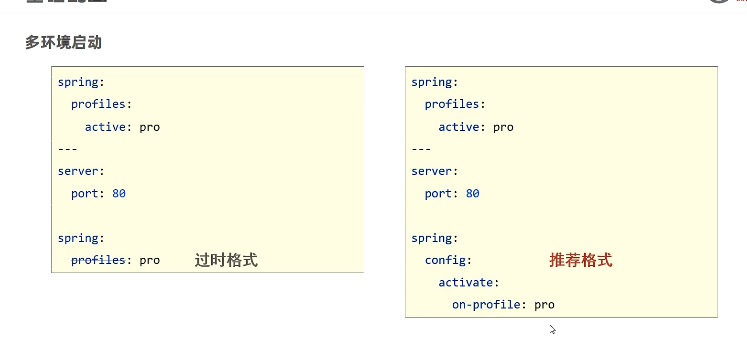 多环境启动
spring:
  profiles:
    active: pro
---
server:
  port: 80

spring:
  profiles: pro 过时格式
spring:
  profiles:
    active: pro
---
server:
  port: 80

spring:
  config: 推荐格式
    activate:
      on-profile: pro